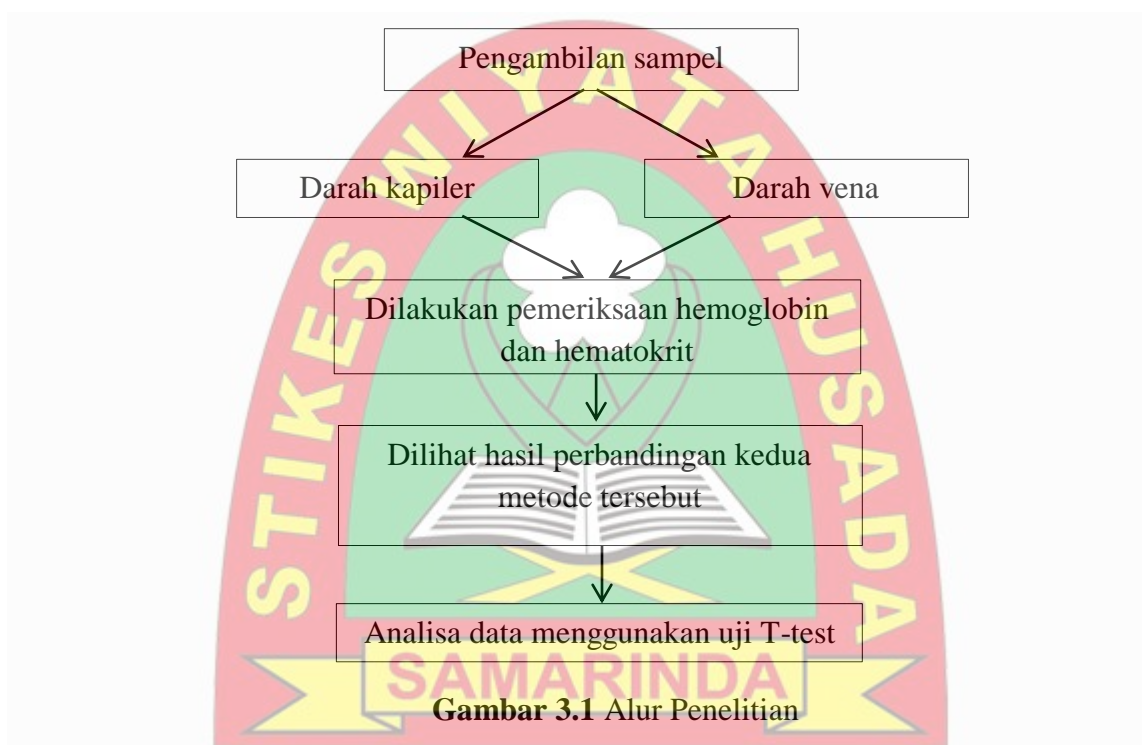 Pengambilan sampel
Darah kapiler
Darah vena
Dilakukan pemeriksaan hemoglobin
dan hematokrit
Dilihat hasil perbandingan kedua
metode tersebut
Analisa data menggunakan uji T-test
Gambar 3.1 Alur Penelitian
STIKES WIYATA HUSADA
SAMARINDA